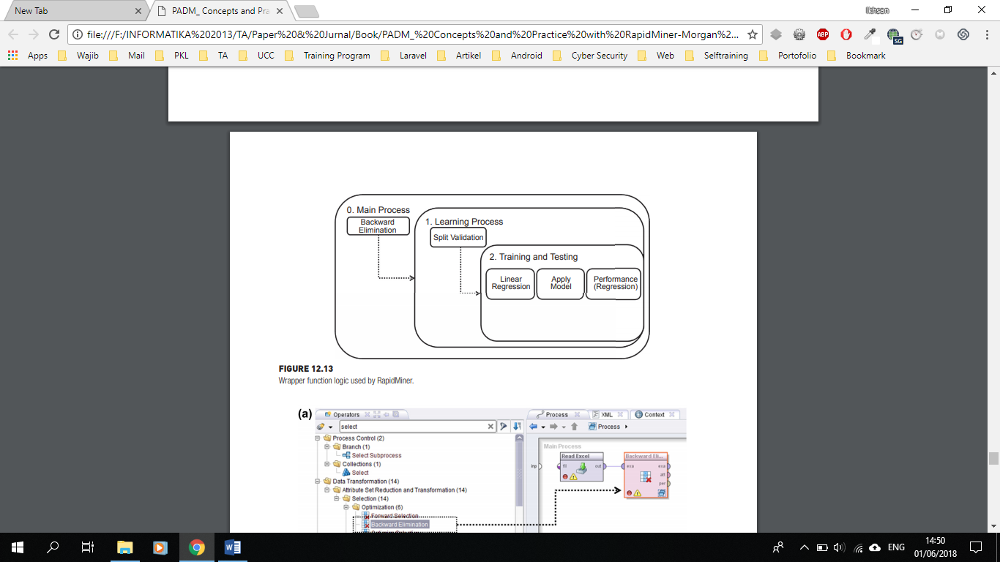 New Tab
PADM_ Concepts and Pra
Ikhsan
file:///F:/INFORMATIKA%202013/TA/Paper%20&%20Jurnal/Book/PADM_%20Concepts%20and%20Practice%20with%20RapidMiner-Morgan%2...
ABP
SG
Apps Wajib Mail PKL TA UCC Training Program Laravel Artikel Android Cyber Security Web Selftraining Portofolio Bookmark
0. Main Process
Backward
Elimination
1. Learning Process
Split Validation
2. Training and Testing
Linear
Regression
Apply
Model
Performance
(Regression)
FIGURE 12.13
Wrapper function logic used by RapidMiner.
(a)
Operators
select
Process Control (2)
Branch (1)
Select Subprocess
Collections (1)
Select
Data Transformation (14)
Attribute Set Reduction and Transformation (14)
Selection (14)
Optimization (6)
Forward Selection
Backward Elimination
Process XML Context
Process
Main Process
inp
Read Excel
fil out
Backward Eli...
exa exa
att
per
ENG
14:50
01/06/2018